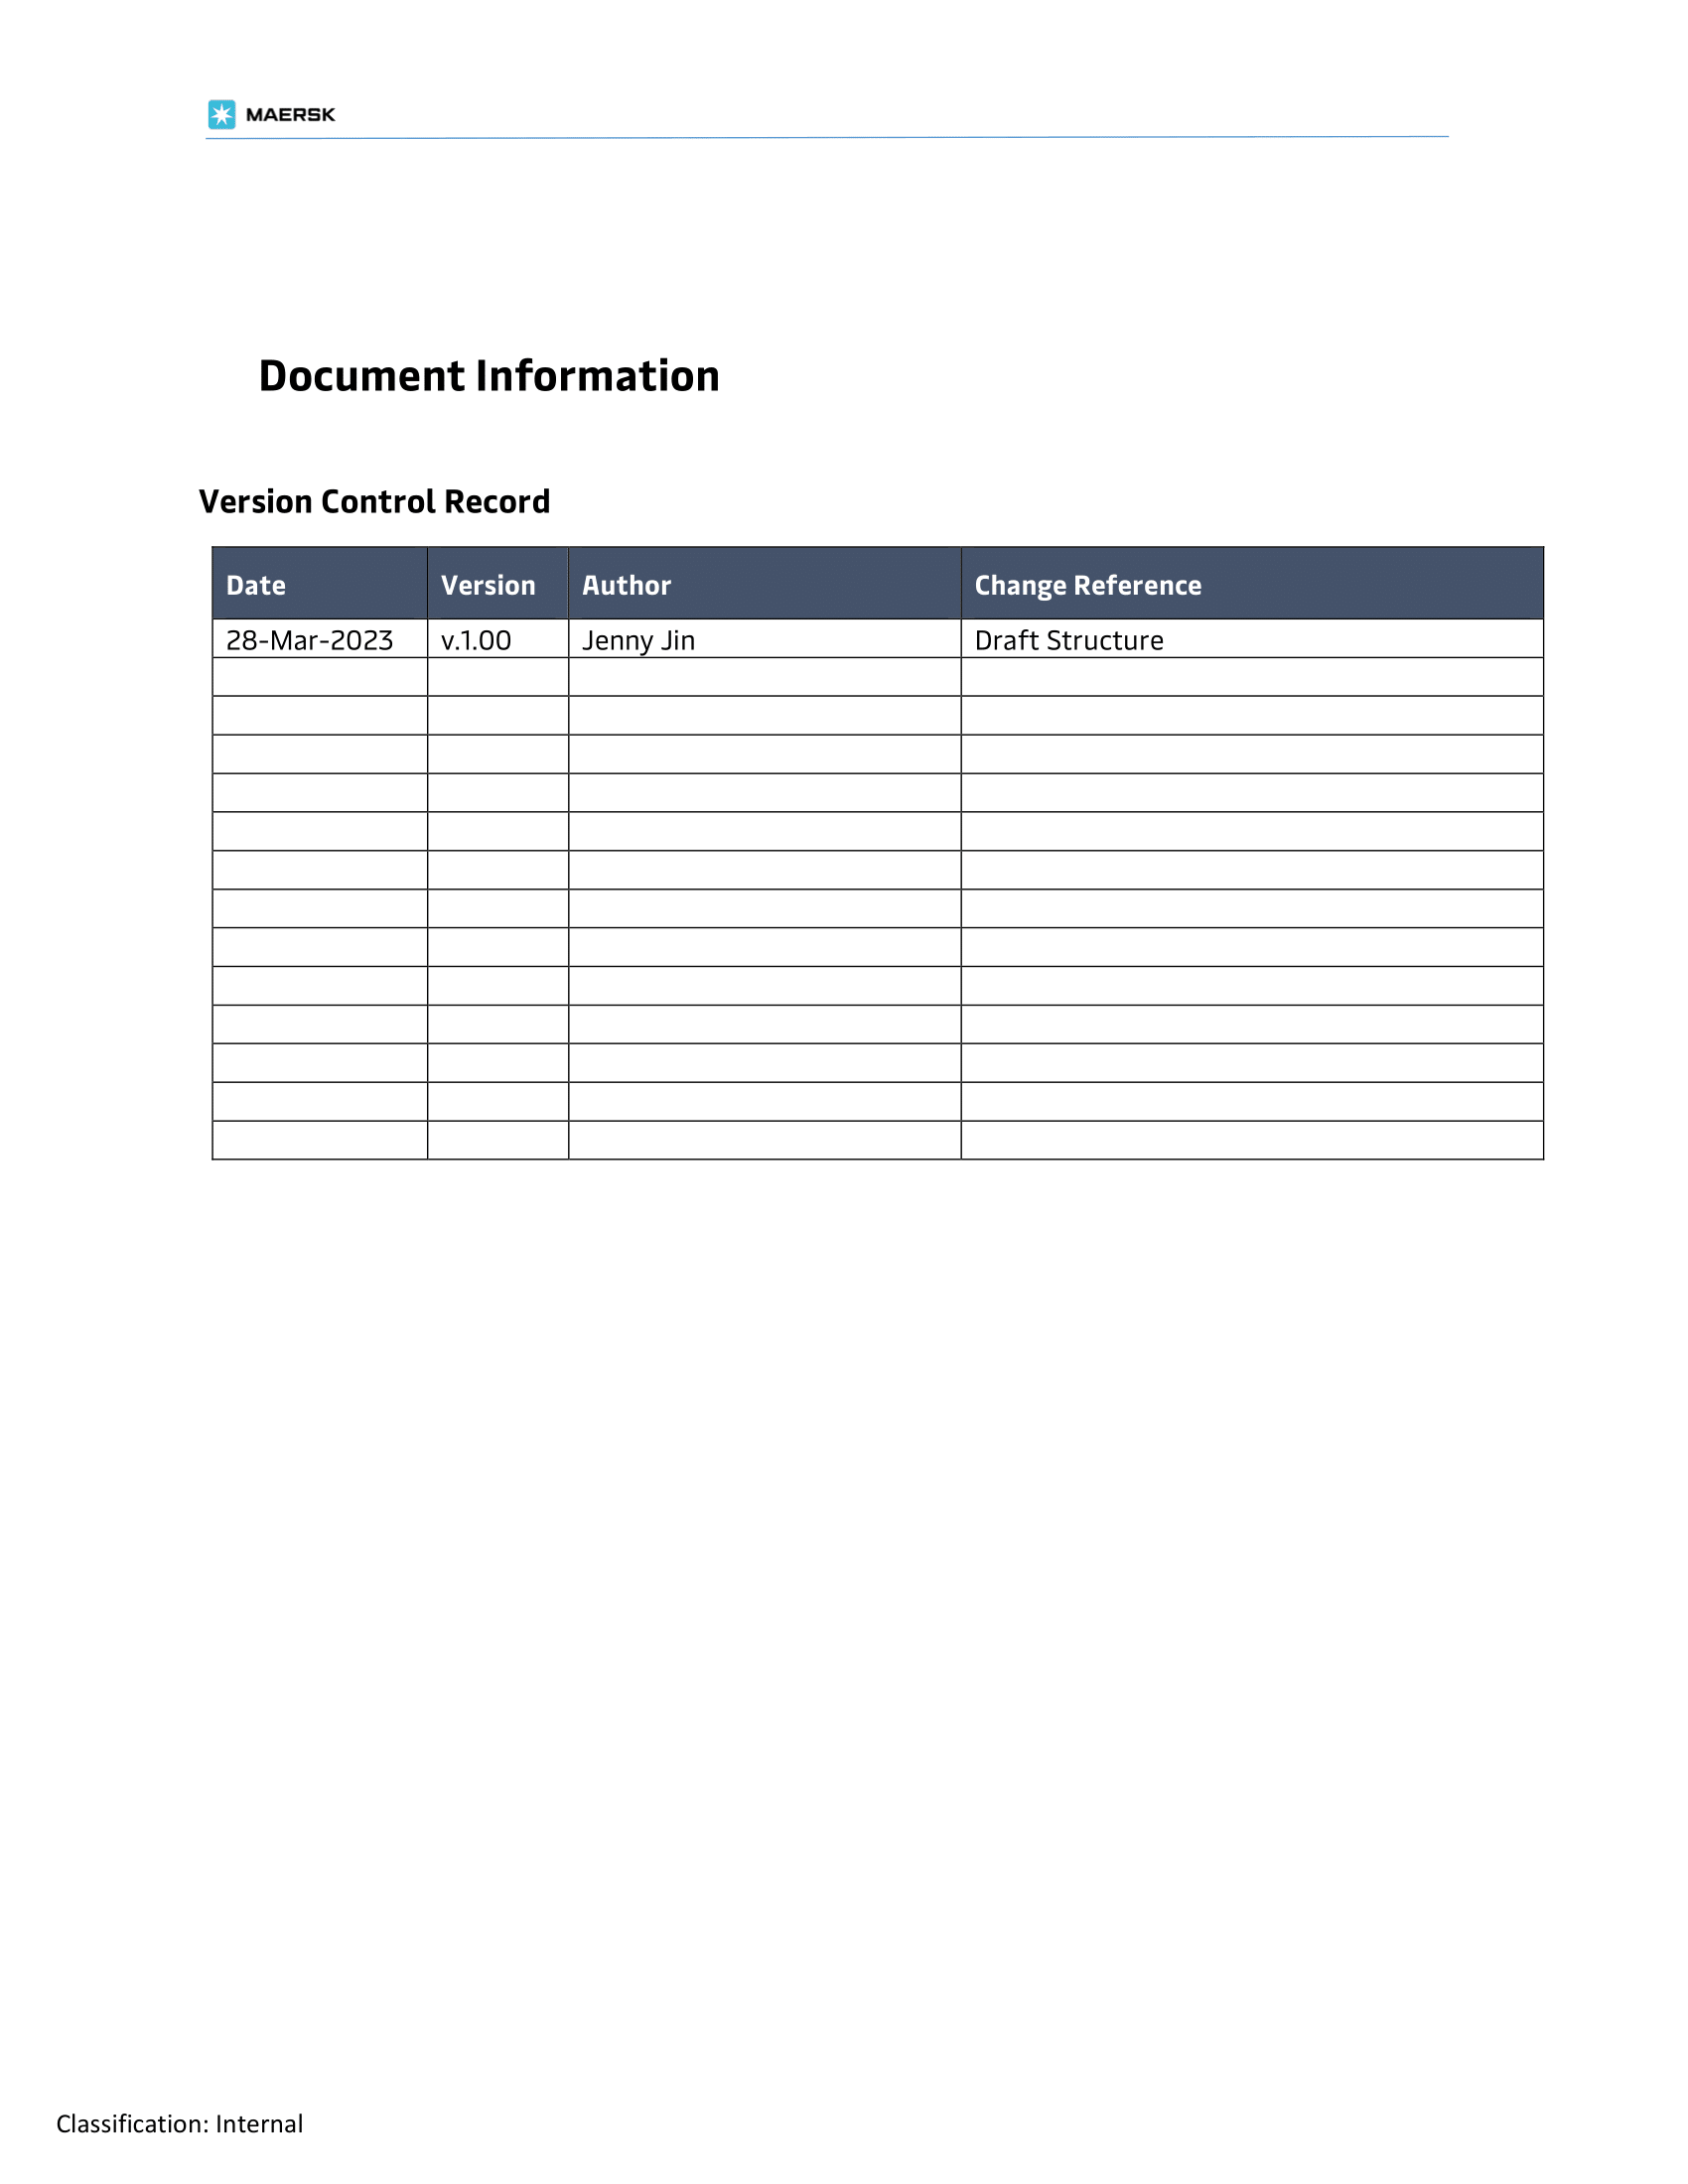 MAERSK
Document Information
Version Control Record
Date Version Author Change Reference
28-Mar-2023 v.1.00 Jenny Jin Draft Structure
Classification: Internal